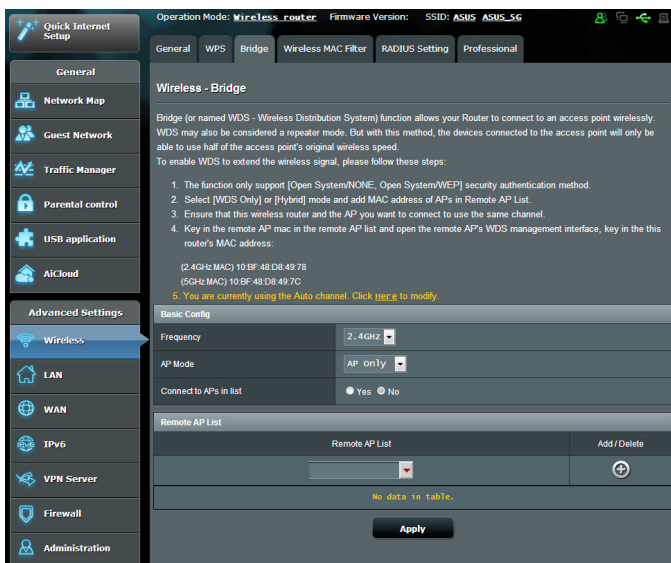 Quick Internet
Setup
Operation Mode: Wireless router Firmware Version: SSID: ASUS ASUS_5G
General WPS Bridge Wireless MAC Filter RADIUS Setting Professional
General
Network Map
Guest Network
Traffic Manager
Parental control
USB application
AiCloud
Advanced Settings
Wireless
LAN
WAN
IPv6
VPN Server
Firewall
Administration
Wireless - Bridge
Bridge (or named WDS - Wireless Distribution System) function allows your Router to connect to an access point wirelessly.
WDS may also be considered a repeater mode. But with this method, the devices connected to the access point will only be
able to use half of the access point's original wireless speed.
To enable WDS to extend the wireless signal, please follow these steps:
1. The function only support [Open System/NONE, Open System/WEP] security authentication method.
2. Select [WDS Only] or [Hybrid] mode and add MAC address of APs in Remote AP List.
3. Ensure that this wireless router and the AP you want to connect to use the same channel.
4. Key in the remote AP mac in the remote AP list and open the remote AP's WDS management interface, key in the this
router's MAC address:
(2.4GHz MAC) 10:BF:48:D8:49:78
(5GHz MAC) 10:BF:48:D8:49:7C
5. You are currently using the Auto channel. Click Here to modify.
Basic Config
Frequency 2.4GHz
AP Mode AP Only
Connect to APs in list Yes No
Remote AP List
Remote AP List Add / Delete
No data in table.
Apply